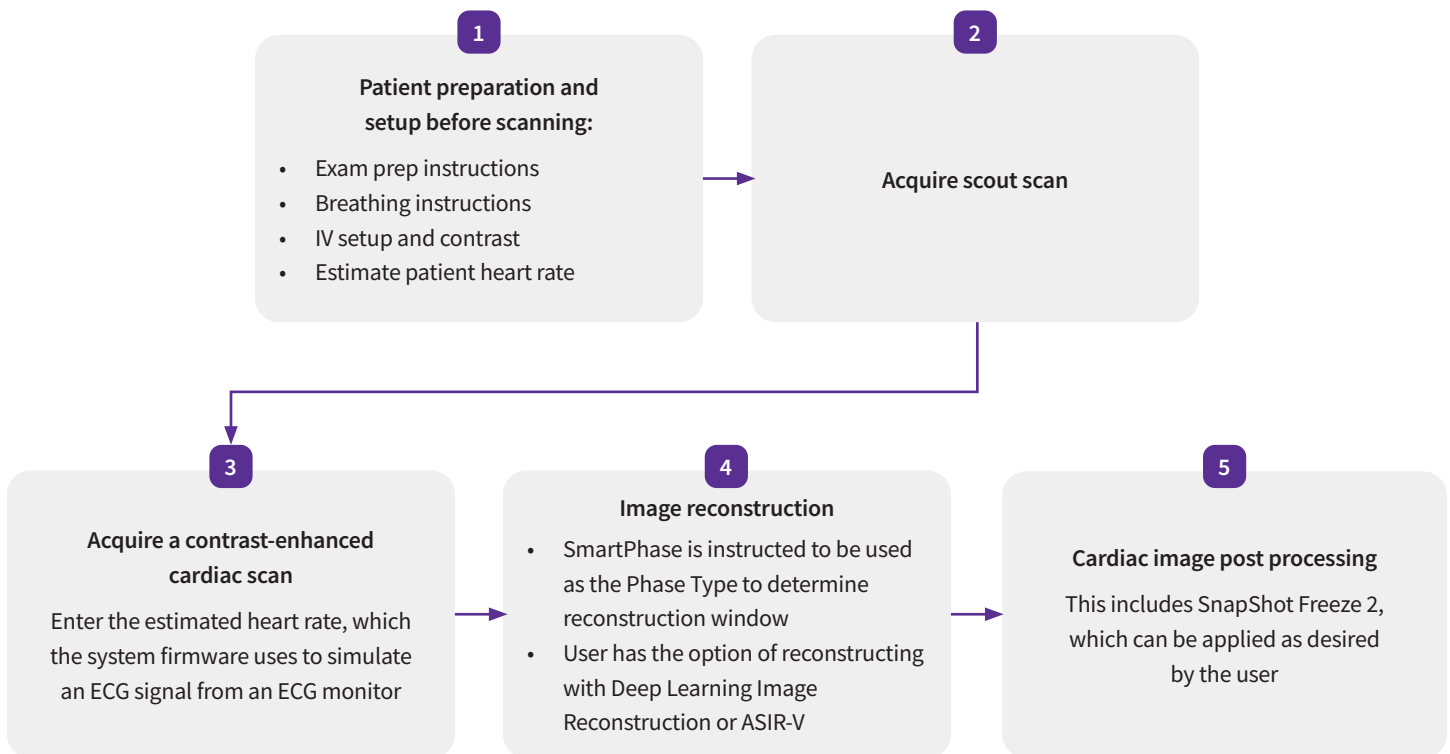 1
Patient preparation and
setup before scanning:
• Exam prep instructions
• Breathing instructions
• IV setup and contrast
• Estimate patient heart rate
2
Acquire scout scan
3
Acquire a contrast-enhanced
cardiac scan
Enter the estimated heart rate, which
the system firmware uses to simulate
an ECG signal from an ECG monitor
4
Image reconstruction
• SmartPhase is instructed to be used
as the Phase Type to determine
reconstruction window
• User has the option of reconstructing
with Deep Learning Image
Reconstruction or ASIR-V
5
Cardiac image post processing
This includes SnapShot Freeze 2,
which can be applied as desired
by the user